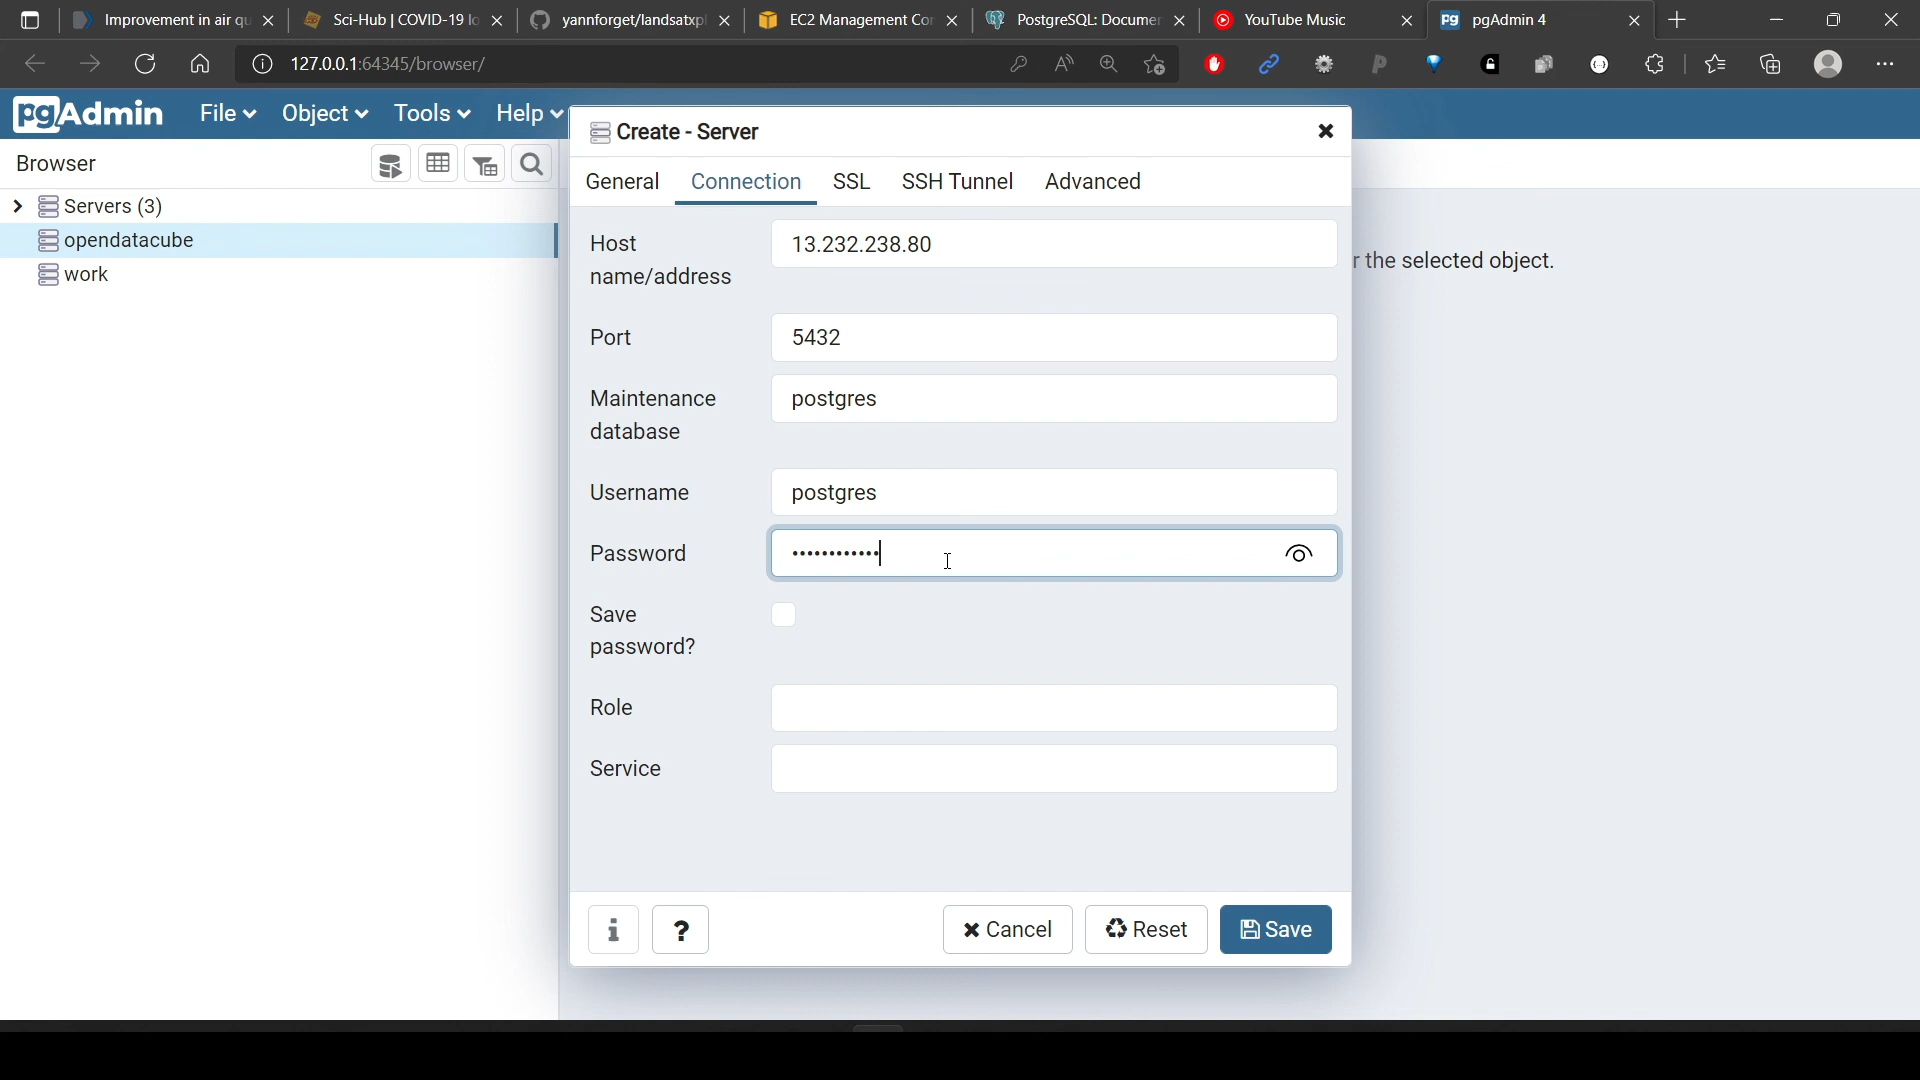 Improvement in air qu
Sci-Hub | COVID-19 lo
yannforget/landsatxpl
EC2 Management Con
PostgreSQL: Documen
YouTube Music
pgAdmin 4
127.0.0.1:64345/browser/
pgAdmin
File
Object
Tools
Help
Browser
Servers (3)
opendatacube
work
Create - Server
General
Connection
SSL
SSH Tunnel
Advanced
Host
name/address
13.232.238.80
r the selected object.
Port
5432
Maintenance
database
postgres
Username
postgres
Password
••••••••••••
Save
password?
Role
Service
i
?
Cancel
Reset
Save